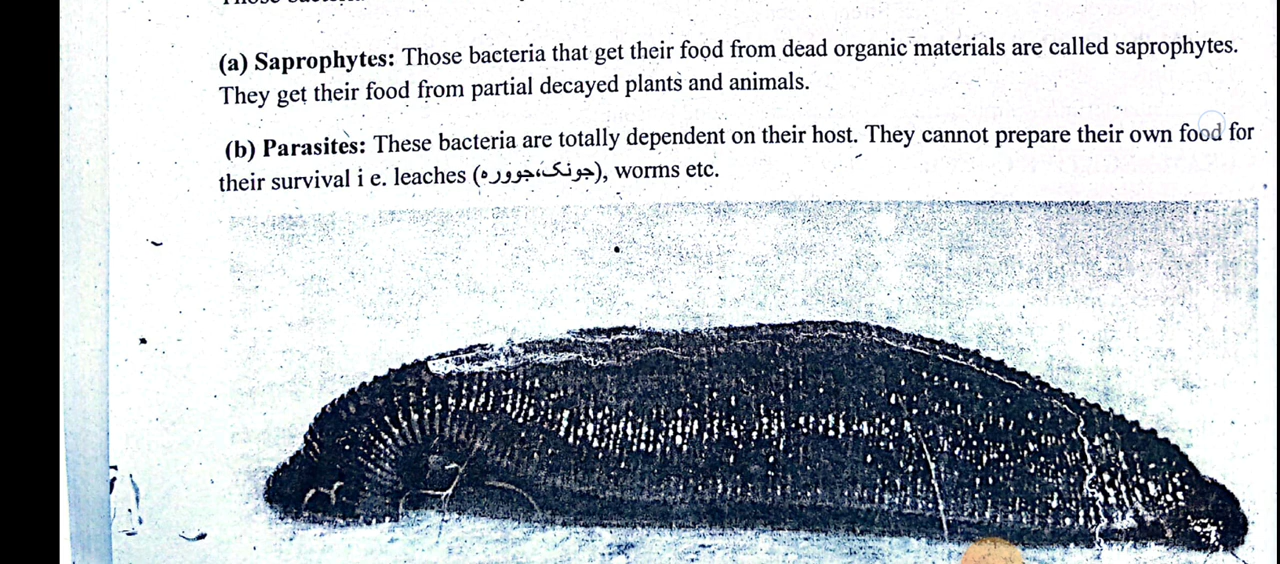 (a) Saprophytes: Those bacteria that get their food from dead organic materials are called saprophytes.
They get their food from partial decayed plants and animals.
(b) Parasites: These bacteria are totally dependent on their host. They cannot prepare their own food for
their survival i e. leaches (جونک،جوورہ), worms etc.